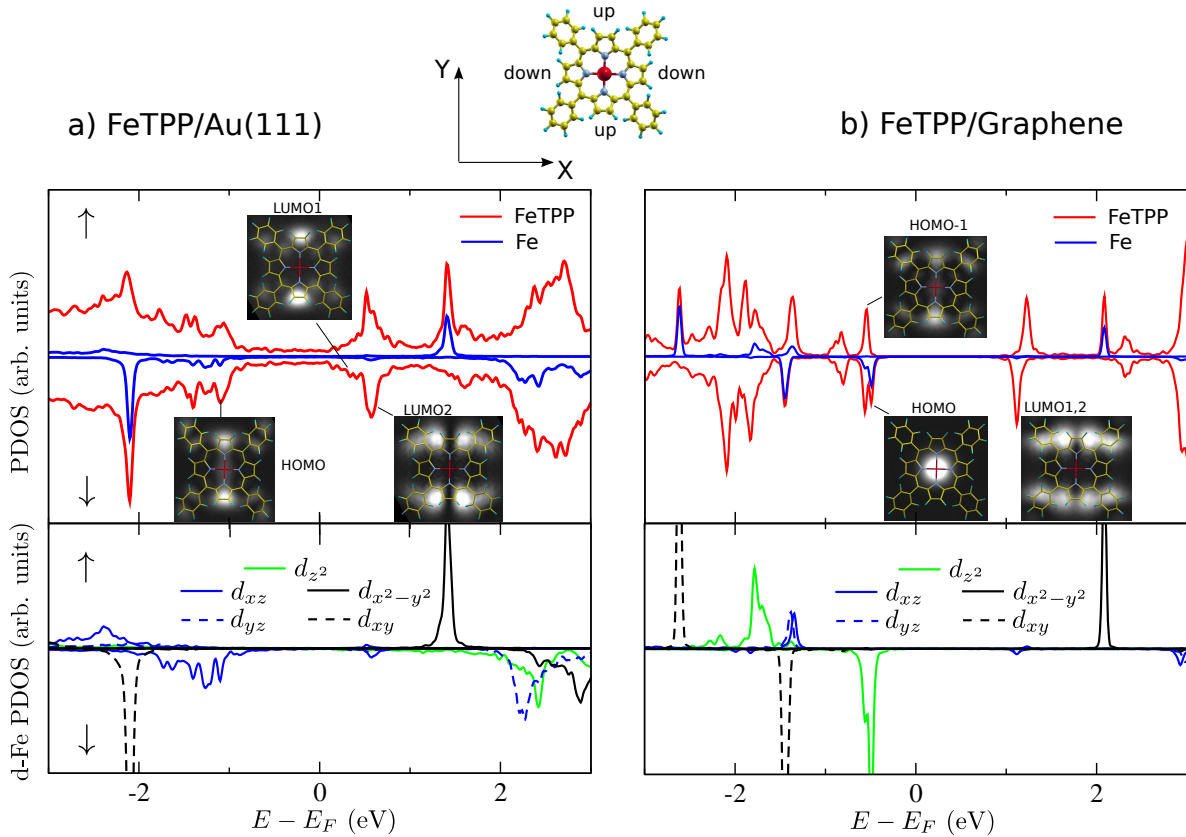 up
Y
down
down
a) FeTPP/Au(111)
b) FeTPP/Graphene
up
X
↑
LUMO1
FeTPP
Fe
HOMO-1
FeTPP
Fe
PDOS (arb. units)
LUMO2
HOMO
HOMO
LUMO1,2
↓
d-Fe PDOS (arb. units)
↑
d_{z^2}
d_{xz}
d_{x^2-y^2}
d_{yz}
d_{xy}
d_{z^2}
d_{xz}
d_{x^2-y^2}
d_{yz}
d_{xy}
↓
-2 0 2
-2 0 2
E − E_F (eV)
E − E_F (eV)